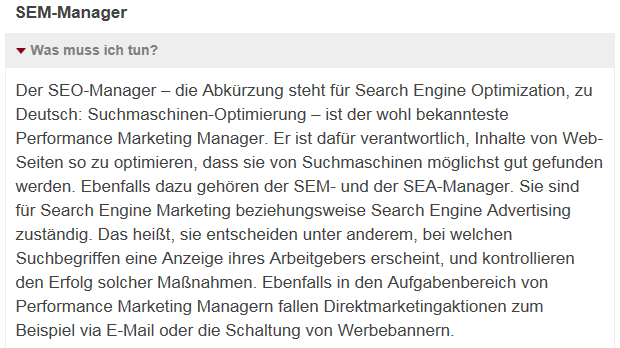 SEM-Manager
Was muss ich tun?
Der SEO-Manager – die Abkürzung steht für Search Engine Optimization, zu
Deutsch: Suchmaschinen-Optimierung – ist der wohl bekannteste
Performance Marketing Manager. Er ist dafür verantwortlich, Inhalte von Web-
Seiten so zu optimieren, dass sie von Suchmaschinen möglichst gut gefunden
werden. Ebenfalls dazu gehören der SEM- und der SEA-Manager. Sie sind
für Search Engine Marketing beziehungsweise Search Engine Advertising
zuständig. Das heißt, sie entscheiden unter anderem, bei welchen
Suchbegriffen eine Anzeige ihres Arbeitgebers erscheint, und kontrollieren
den Erfolg solcher Maßnahmen. Ebenfalls in den Aufgabenbereich von
Performance Marketing Managern fallen Direktmarketingaktionen zum
Beispiel via E-Mail oder die Schaltung von Werbebannern.